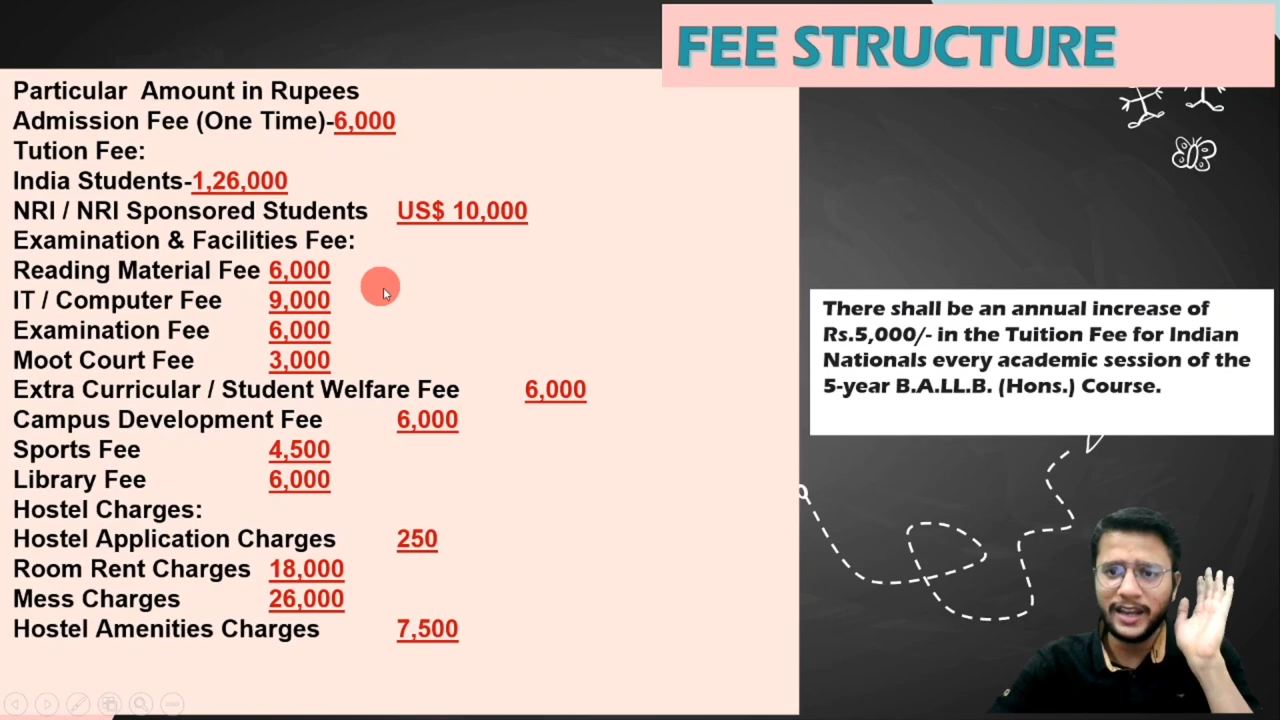 FEE STRUCTURE
Particular Amount in Rupees
Admission Fee (One Time)-6,000
Tution Fee:
India Students-1,26,000
NRI / NRI Sponsored Students US$ 10,000
Examination & Facilities Fee:
Reading Material Fee 6,000
IT / Computer Fee 9,000
Examination Fee 6,000
Moot Court Fee 3,000
Extra Curricular / Student Welfare Fee 6,000
Campus Development Fee 6,000
Sports Fee 4,500
Library Fee 6,000
Hostel Charges:
Hostel Application Charges 250
Room Rent Charges 18,000
Mess Charges 26,000
Hostel Amenities Charges 7,500
There shall be an annual increase of
Rs.5,000/- in the Tuition Fee for Indian
Nationals every academic session of the
5-year B.A.LL.B. (Hons.) Course.